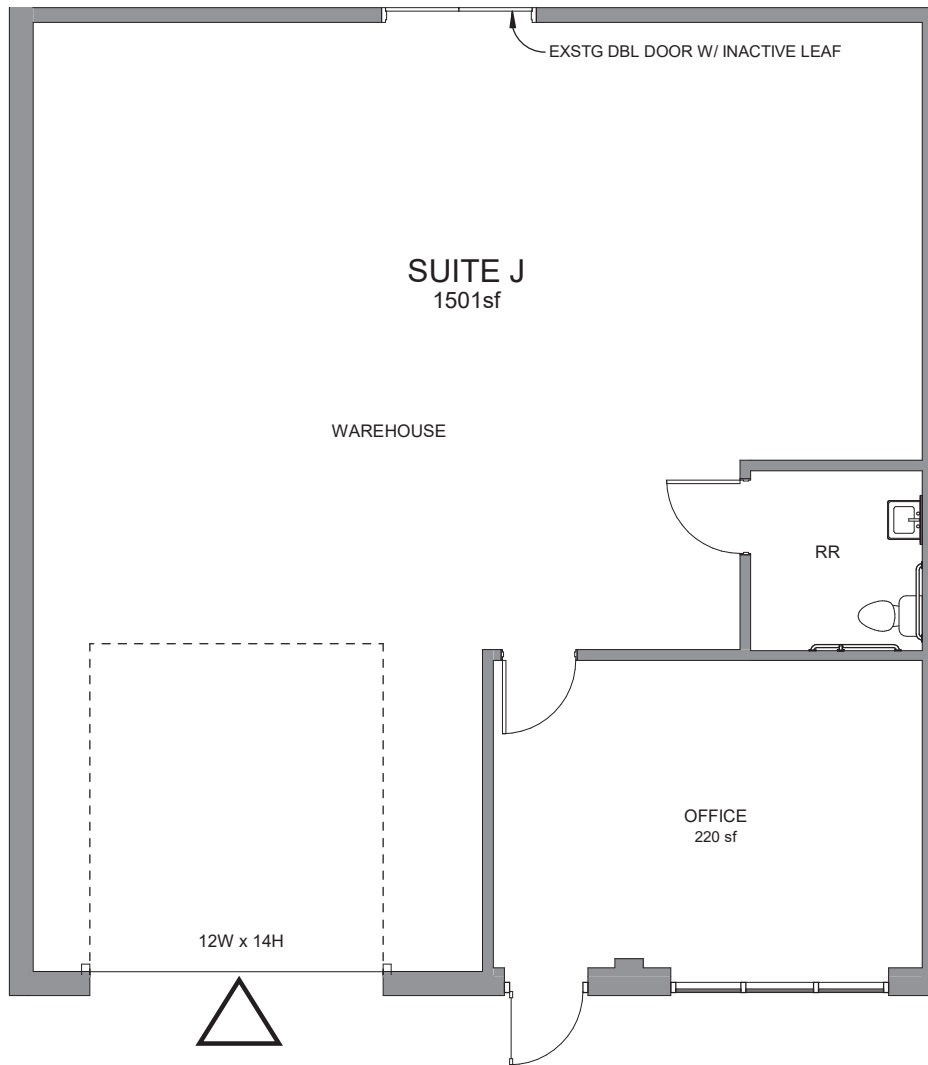 EXSTG DBL DOOR W/ INACTIVE LEAF
SUITE J
1501sf
WAREHOUSE
RR
OFFICE
220 sf
12W x 14H